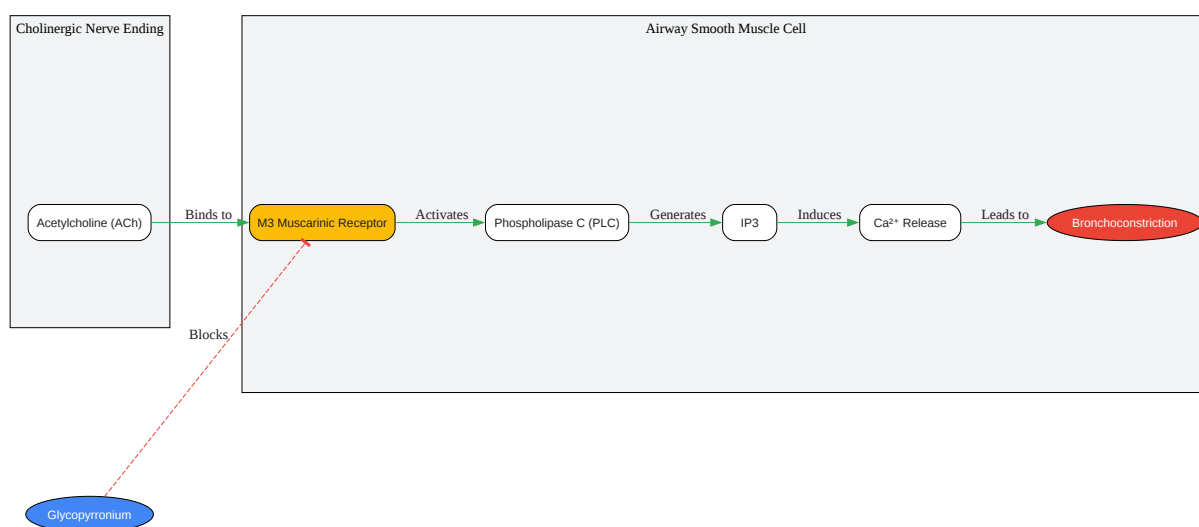 Cholinergic Nerve Ending
Airway Smooth Muscle Cell
Acetylcholine (ACh)
Binds to
M3 Muscarinic Receptor
Activates
Phospholipase C (PLC)
Generates
IP3
Induces
Ca²⁺ Release
Leads to
Bronchoconstriction
Blocks
Glycopyrronium